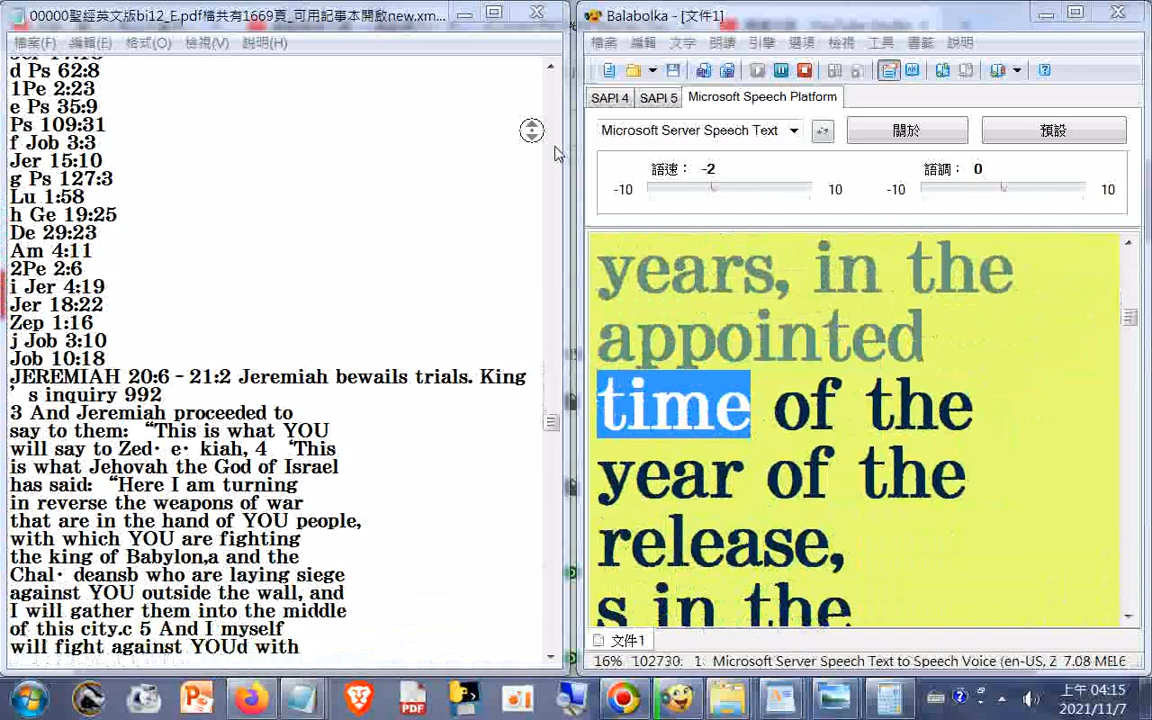 00000聖經英文版bi12_E.pdf檔共有1669頁_可用記事本開啟new.xm...
檔案(F) 編輯(E) 格式(O) 檢視(V) 說明(H)
d Ps 62:8
1Pe 2:23
e Ps 35:9
Ps 109:31
f Job 3:3
Jer 15:10
g Ps 127:3
Lu 1:58
h Ge 19:25
De 29:23
Am 4:11
2Pe 2:6
i Jer 4:19
Jer 18:22
Zep 1:16
j Job 3:10
Job 10:18
JEREMIAH 20:6–21:2 Jeremiah bewails trials. King
’s inquiry 992
3 And Jeremiah proceeded to
say to them: “This is what YOU
will say to Zed·e·kiah, 4 ‘This
is what Jehovah the God of Israel
has said: “Here I am turning
in reverse the weapons of war
that are in the hand of YOU people,
with which YOU are fighting
the king of Babylon,a and the
Chal·deansb who are laying siege
against YOU outside the wall, and
I will gather them into the middle
of this city.c 5 And I myself
will fight against YOUd with
Balabolka - [文件1]
檔案 編輯 文字 朗讀 引擎 選項 檢視 工具 書籤 說明
SAPI 4 SAPI 5 Microsoft Speech Platform
Microsoft Server Speech Text 關於 預設
語速： -2 語調： 0
-10 10 -10 10
years, in the
appointed
time of the
year of the
release,
s in the
文件1
16% 102730: 1 Microsoft Server Speech Text to Speech Voice (en-US, Z 7.08 ME16
上午 04:15
2021/11/7